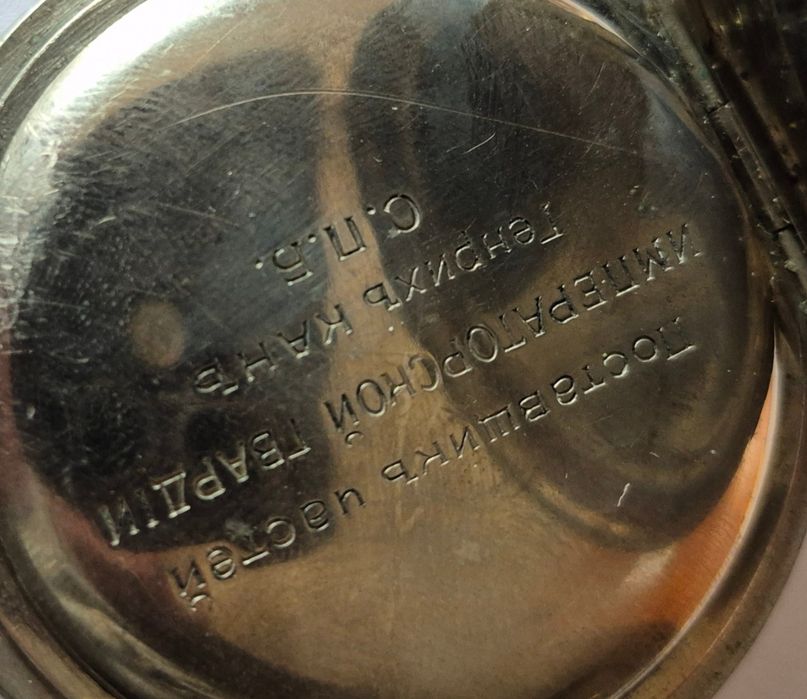 Поставщикъ частей
ИМПЕРАТОРСКОЙ ГВАРДІИ
Генрихъ КАНЪ
С.П.Б.